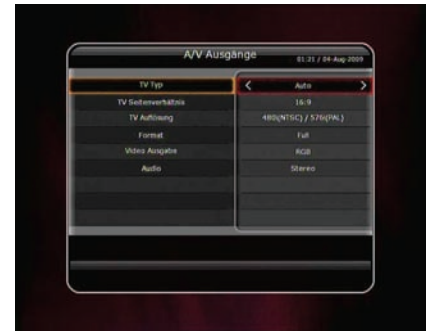 A/V Ausgänge 01:21 / 04-Aug-2009
TV Typ Auto
TV Seitenverhältnis 16:9
TV Auflösung 480i(NTSC) / 576i(PAL)
Format Full
Video Ausgabe RGB
Audio Stereo